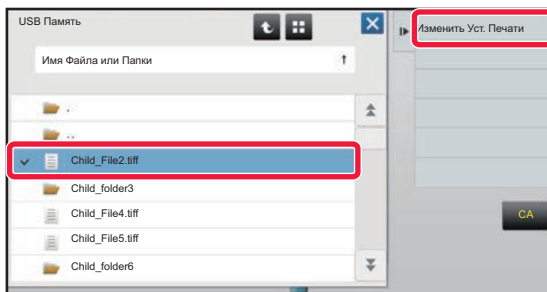 USB Память
Изменить Уст. Печати
Имя Файла или Папки
.
..
Child_File2.tiff
Child_folder3
Child_File4.tiff
Child_File5.tiff
Child_folder6
CA